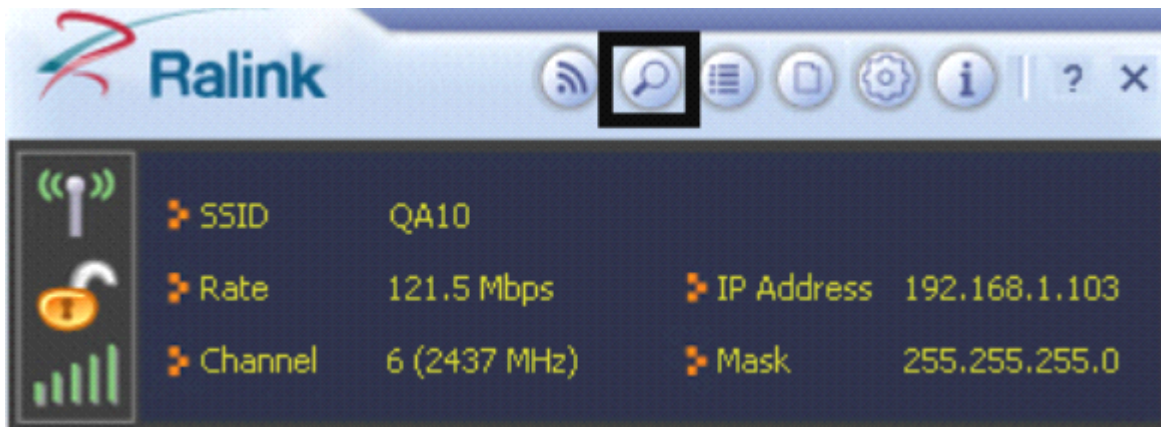 Ralink
? ×
SSID QA10
Rate 121.5 Mbps IP Address 192.168.1.103
Channel 6 (2437 MHz) Mask 255.255.255.0